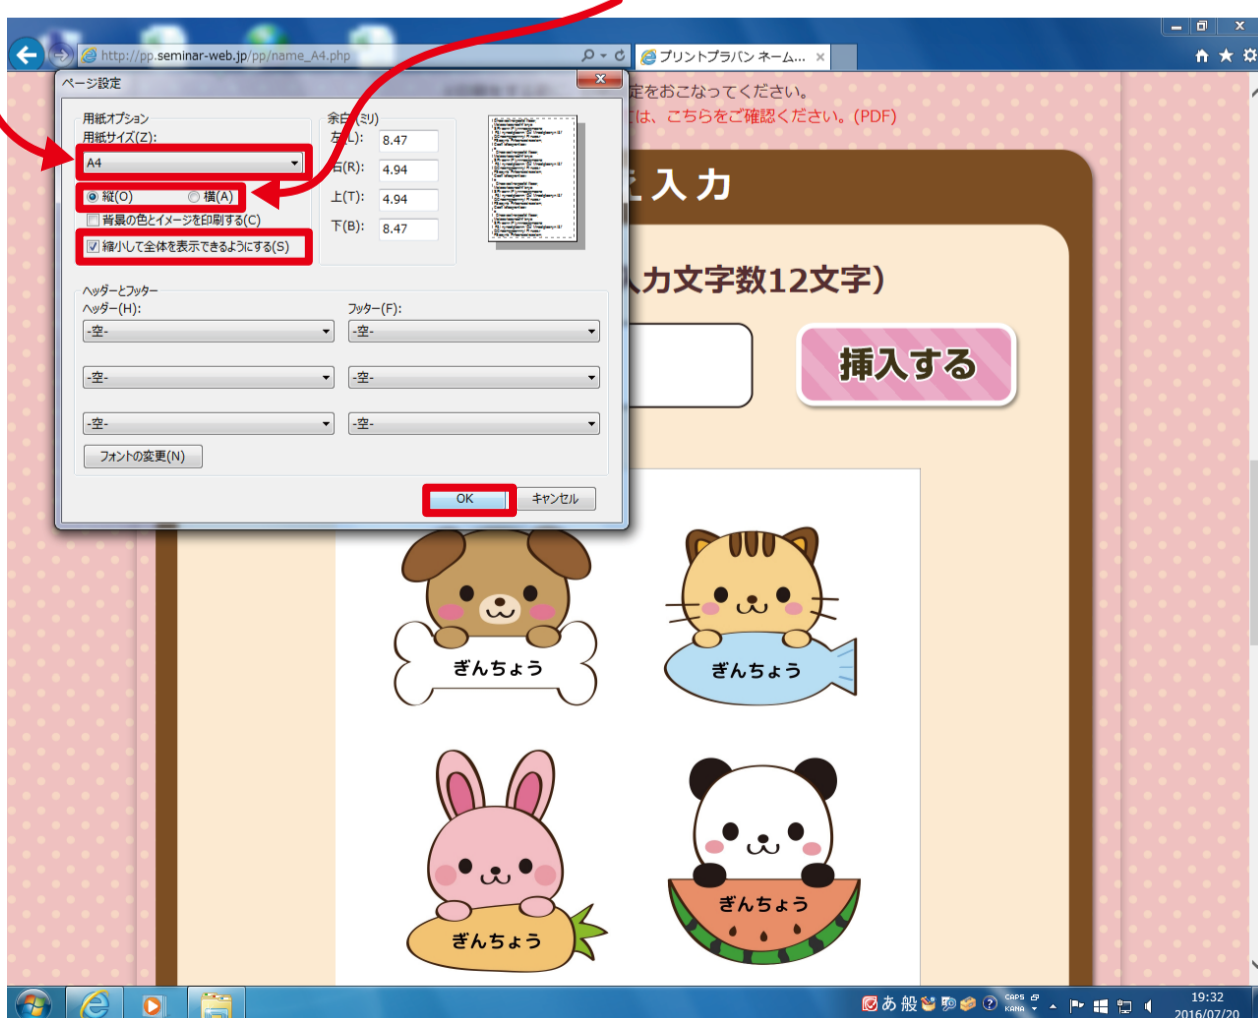 http://pp.seminar-web.jp/pp/name_A4.php
プリントプラバン ネーム...
ページ設定
定をおこなってください。
は、こちらをご確認ください。(PDF)
用紙オプション
用紙サイズ(Z):
A4
縦(O)
横(A)
背景の色とイメージを印刷する(C)
縮小して全体を表示できるようにする(S)
余白(ミリ)
左(L):
8.47
右(R):
4.94
上(T):
4.94
下(B):
8.47
入力
入力文字数12文字)
ヘッダーとフッター
ヘッダー(H):
フッター(F):
-空-
-空-
-空-
-空-
-空-
-空-
フォントの変更(N)
OK
キャンセル
挿入する
ぎんちょう
ぎんちょう
ぎんちょう
ぎんちょう
あ 般
CAPS
KANA
19:32
2016/07/20